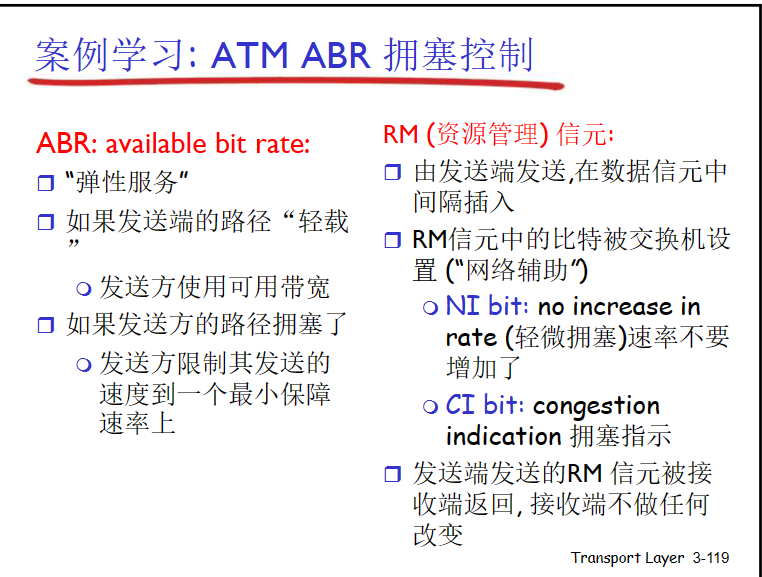 案例学习: ATM ABR 拥塞控制
ABR: available bit rate:
“弹性服务”
如果发送端的路径“轻载
”
发送方使用可用带宽
如果发送方的路径拥塞了
发送方限制其发送的
速度到一个最小保障
速率上
RM (资源管理) 信元:
由发送端发送,在数据信元中
间隔插入
RM信元中的比特被交换机设
置 (“网络辅助”)
NI bit: no increase in
rate (轻微拥塞)速率不要
增加了
CI bit: congestion
indication 拥塞指示
发送端发送的RM 信元被接
收端返回, 接收端不做任何
改变
Transport Layer 3-119